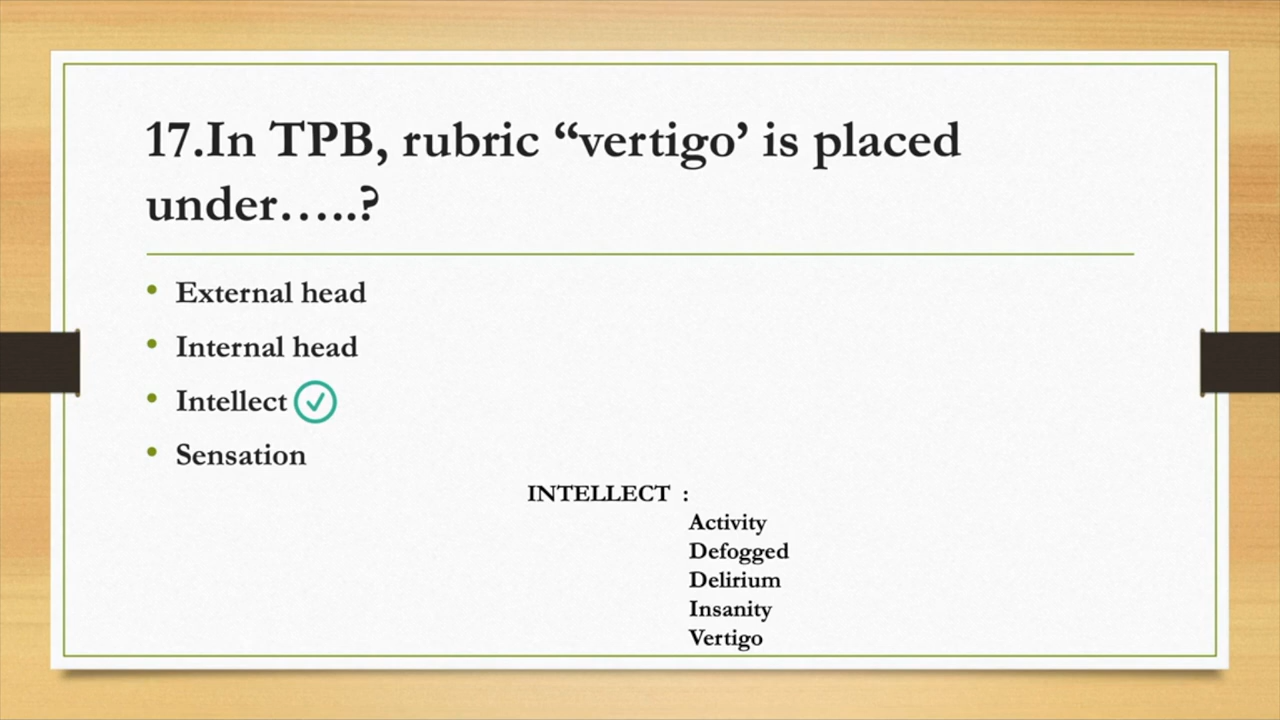 17.In TPB, rubric “vertigo’ is placed
under…..?
• External head
• Internal head
• Intellect
• Sensation
INTELLECT :
Activity
Defogged
Delirium
Insanity
Vertigo